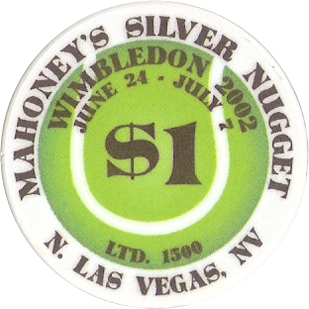 MAHONEY'S SILVER NUGGET
WIMBLEDON 2002
JUNE 24 - JULY 7
$1
LTD. 1500
N. LAS VEGAS, NV